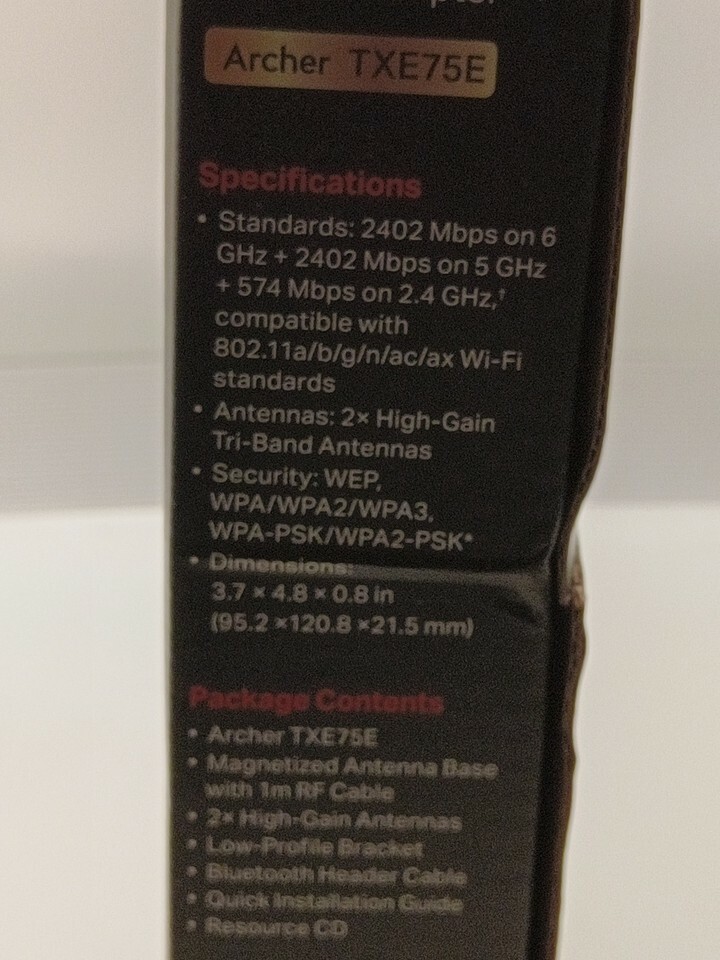 Archer TXE75E
Specifications
• Standards: 2402 Mbps on 6
GHz + 2402 Mbps on 5 GHz
+ 574 Mbps on 2.4 GHz,†
compatible with
802.11a/b/g/n/ac/ax Wi-Fi
standards
• Antennas: 2× High-Gain
Tri-Band Antennas
• Security: WEP,
WPA/WPA2/WPA3,
WPA-PSK/WPA2-PSK*
• Dimensions:
3.7 × 4.8 × 0.8 in
(95.2 ×120.8 ×21.5 mm)
Package Contents
• Archer TXE75E
• Magnetized Antenna Base
with 1m RF Cable
• 2× High-Gain Antennas
• Low-Profile Bracket
• Bluetooth Header Cable
• Quick Installation Guide
• Resource CD